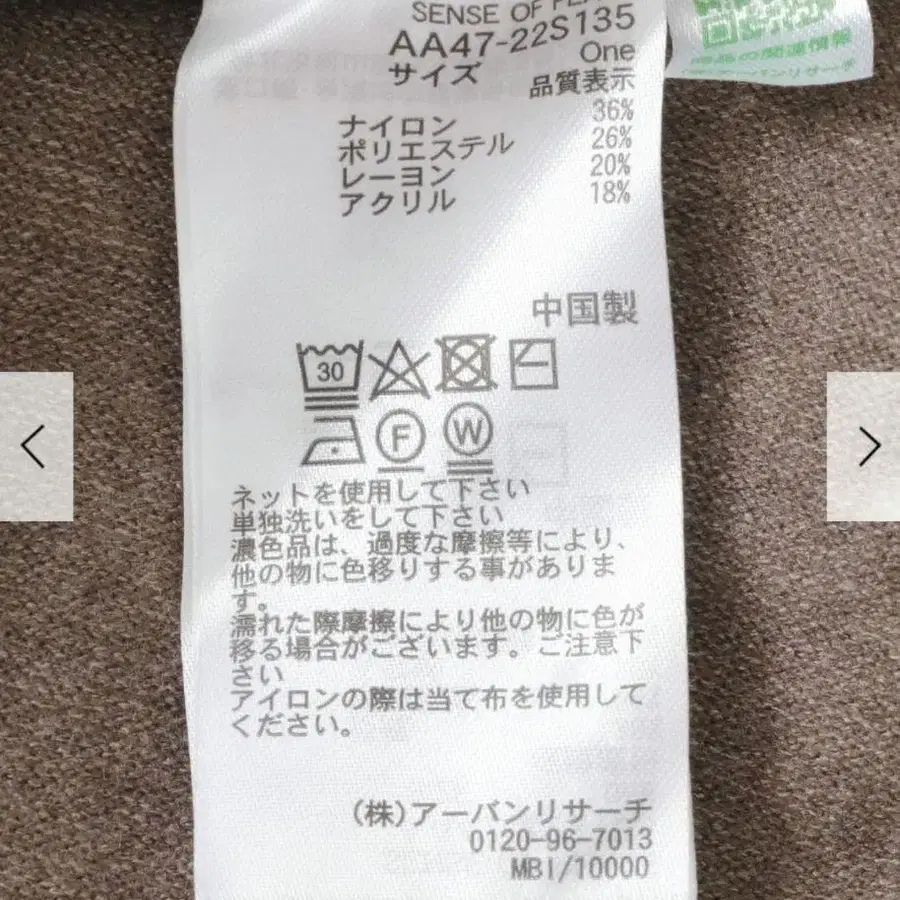 SENSE OF
AA47-22S135
サイズ One
品質表示
ナイロン 36%
ポリエステル 26%
レーヨン 20%
アクリル 18%
中国製
30
F W
ネットを使用して下さい
単独洗いをして下さい
濃色品は、過度な摩擦等により、
他の物に色移りする事がありま
す。
濡れた際摩擦により他の物に色が
移る場合がございます。ご注意下
さい
アイロンの際は当て布を使用して
ください。
(株)アーバンリサーチ
0120-96-7013
MBI/10000